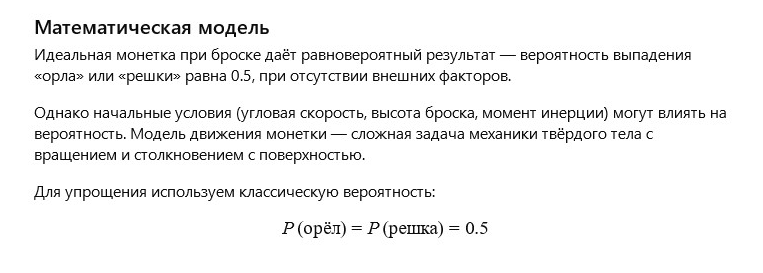 Математическая модель
Идеальная монетка при броске даёт равновероятный результат — вероятность выпадения
«орла» или «решки» равна 0.5, при отсутствии внешних факторов.
Однако начальные условия (угловая скорость, высота броска, момент инерции) могут влиять на
вероятность. Модель движения монетки — сложная задача механики твёрдого тела с
вращением и столкновением с поверхностью.
Для упрощения используем классическую вероятность:
P (орёл) = P (решка) = 0.5